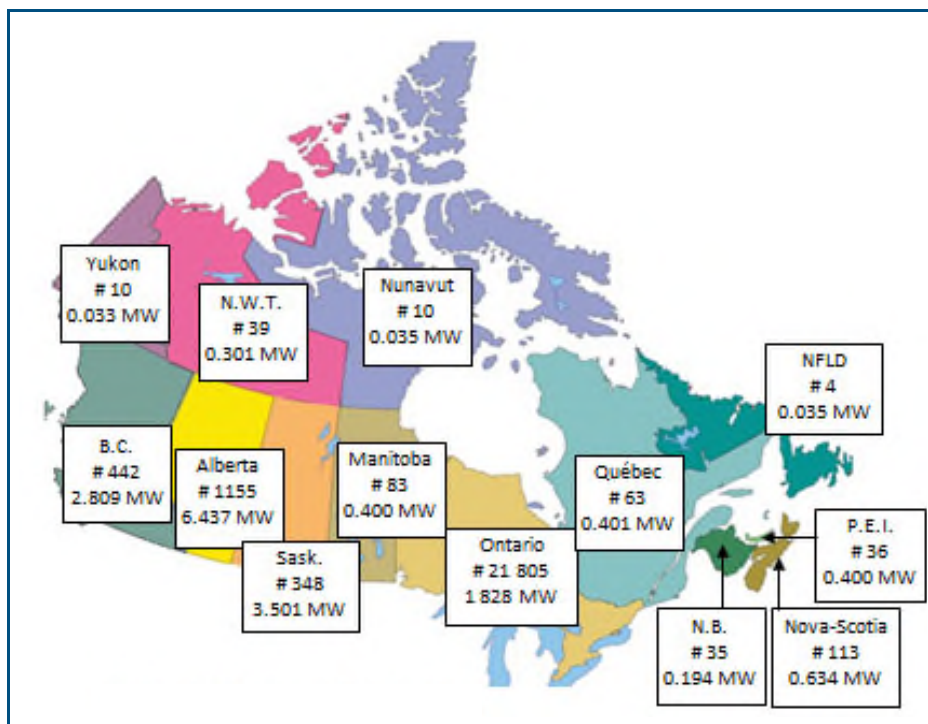 Yukon
# 10
0.033 MW
N.W.T.
# 39
0.301 MW
Nunavut
# 10
0.035 MW
NFLD
# 4
0.035 MW
B.C.
# 442
2.809 MW
Alberta
# 1155
6.437 MW
Sask.
# 348
3.501 MW
Manitoba
# 83
0.400 MW
Ontario
# 21 805
1 828 MW
Québec
# 63
0.401 MW
P.E.I.
# 36
0.400 MW
N.B.
# 35
0.194 MW
Nova-Scotia
# 113
0.634 MW